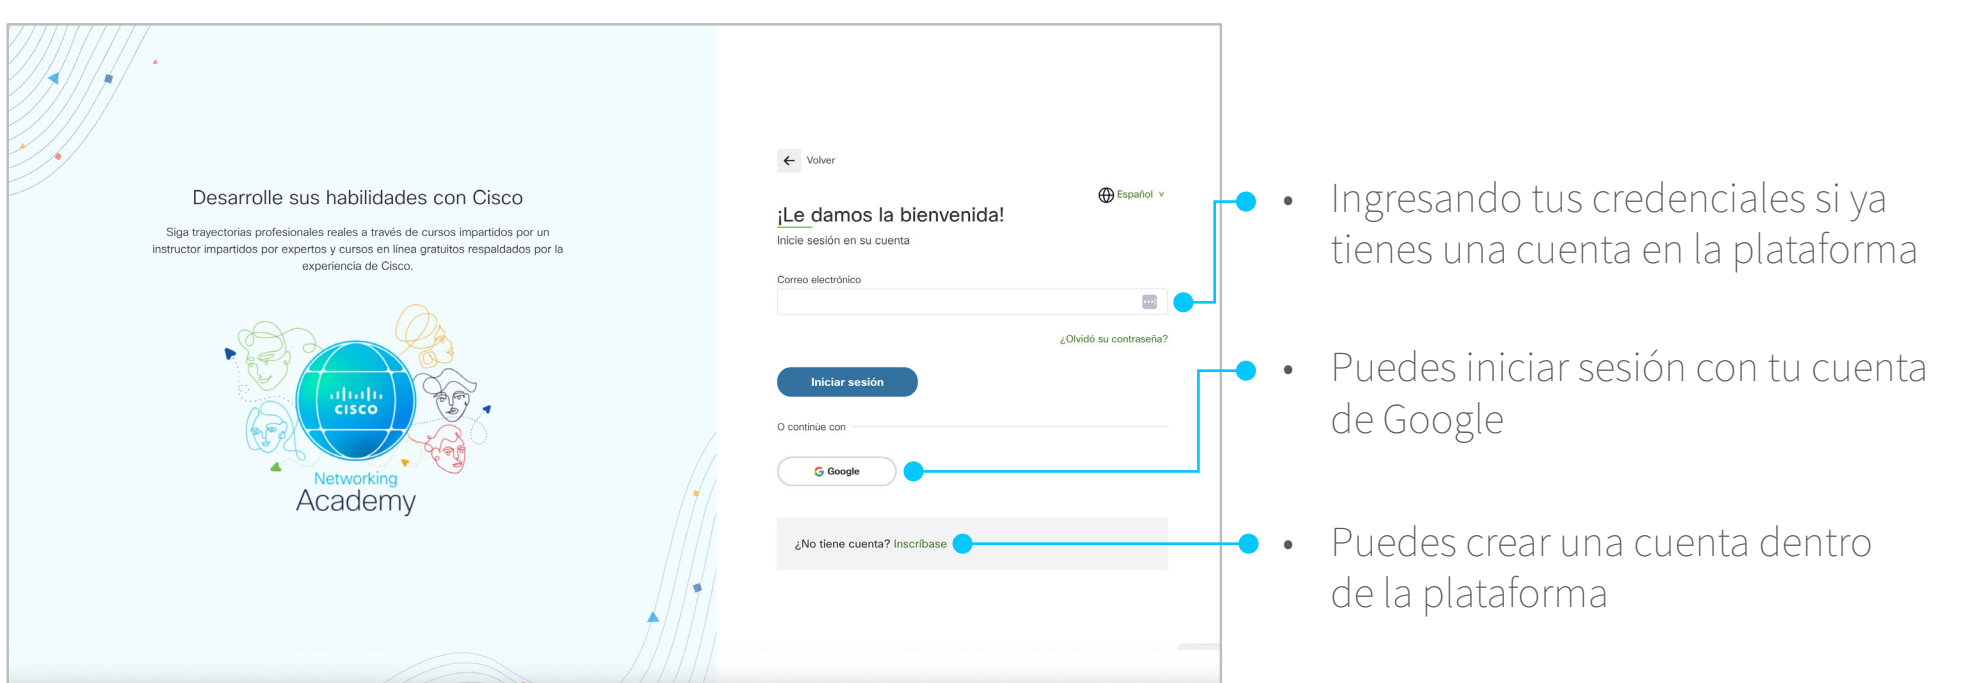 Desarrolle sus habilidades con Cisco
Siga trayectorias profesionales reales a través de cursos impartidos por un
instructor impartidos por expertos y cursos en línea gratuitos respaldados por la
experiencia de Cisco.
CISCO
Networking
Academy
Volver
Español
¡Le damos la bienvenida!
Inicie sesión en su cuenta
Correo electrónico
¿Olvidó su contraseña?
Iniciar sesión
O continúe con
Google
¿No tiene cuenta? Inscríbase
• Ingresando tus credenciales si ya
tienes una cuenta en la plataforma
• Puedes iniciar sesión con tu cuenta
de Google
• Puedes crear una cuenta dentro
de la plataforma